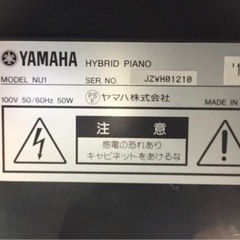 YAMAHA HYBRID PIANO
MODEL NU1 SERIAL NO. JZWH01210
100V 50/60Hz 50W PS E ヤマハ株式会社 MADE IN
注 意
感電の恐れあり
キャビネットをあけるな